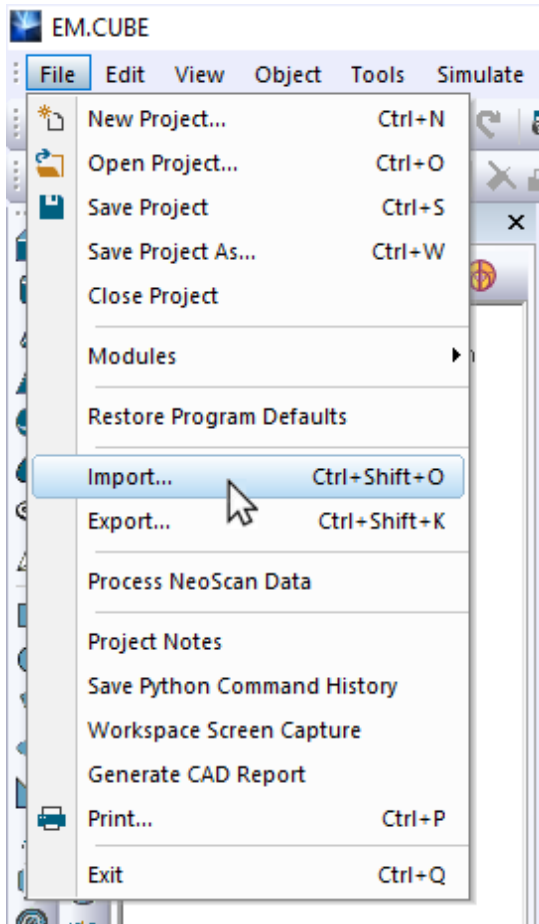 EM.CUBE
File Edit View Object Tools Simulate
New Project... Ctrl+N
Open Project... Ctrl+O
Save Project Ctrl+S
Save Project As... Ctrl+W
Close Project
Modules
Restore Program Defaults
Import... Ctrl+Shift+O
Export... Ctrl+Shift+K
Process NeoScan Data
Project Notes
Save Python Command History
Workspace Screen Capture
Generate CAD Report
Print... Ctrl+P
Exit Ctrl+Q